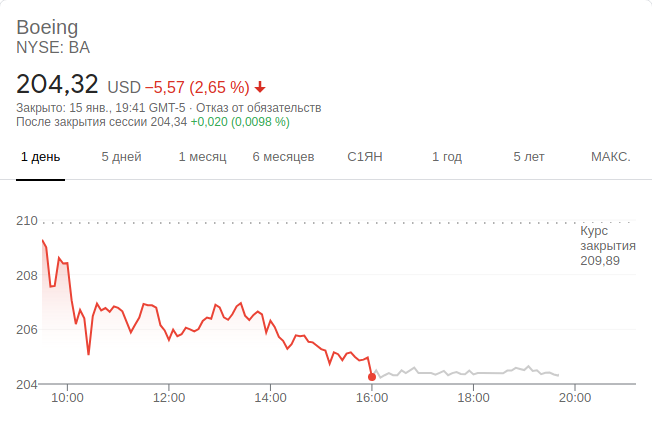 Boeing
NYSE: BA
204,32 USD −5,57 (2,65 %)
Закрыто: 15 янв., 19:41 GMT-5 · Отказ от обязательств
После закрытия сессии 204,34 +0,020 (0,0098 %)
1 день 5 дней 1 месяц 6 месяцев С1ЯН 1 год 5 лет МАКС.
210
Курс
закрытия
209,89
208
206
204
10:00 12:00 14:00 16:00 18:00 20:00